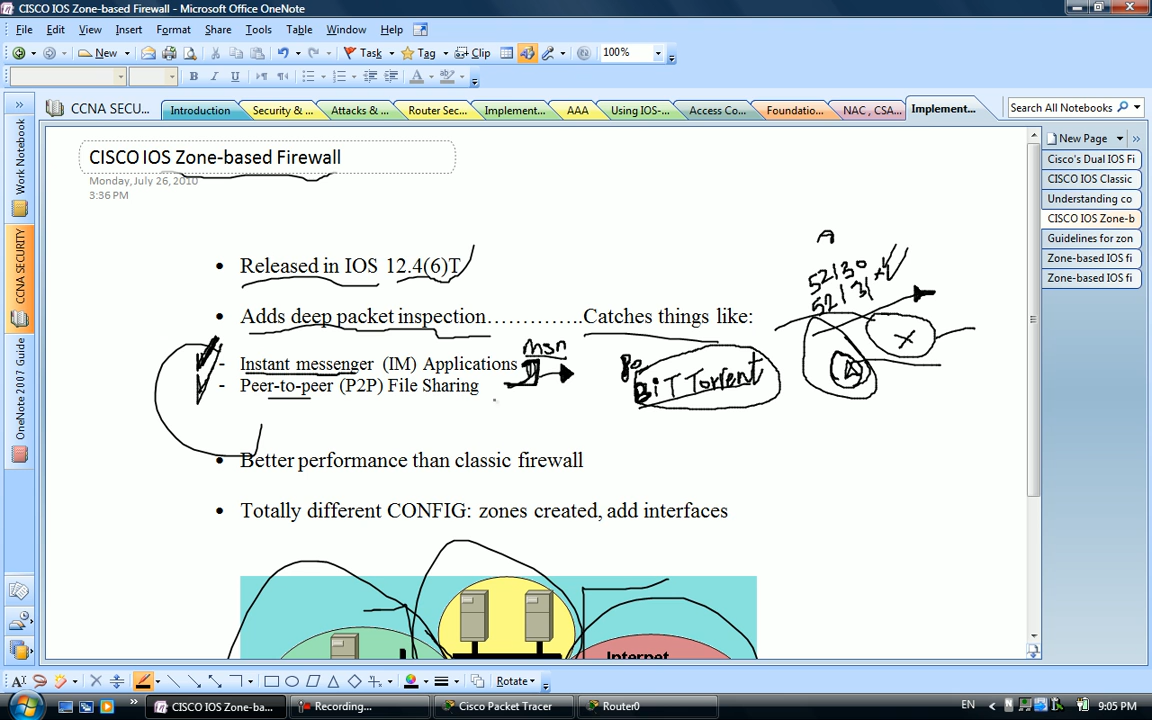 CISCO IOS Zone-based Firewall - Microsoft Office OneNote
File Edit View Insert Format Share Tools Table Window Help
New Task Tag Clip 100%
B I U A ab
CCNA SECU... Introduction Security & ... Attacks & ... Router Sec... Implement... AAA Using IOS-... Access Co... Foundatio... NAC , CSA... Implement... Search All Notebooks
Work Notebook
CCNA SECURITY
OneNote 2007 Guide
New Page
Cisco's Dual IOS Fi
CISCO IOS Classic
Understanding co
CISCO IOS Zone-b
Guidelines for zon
Zone-based IOS fi
Zone-based IOS fi
CISCO IOS Zone-based Firewall
Monday, July 26, 2010
3:36 PM
• Released in IOS 12.4(6)T
52130
52131
• Adds deep packet inspection.............Catches things like:
- Instant messenger (IM) Applications
msn
- Peer-to-peer (P2P) File Sharing
BiT Torrent
X
A
• Better performance than classic firewall
• Totally different CONFIG: zones created, add interfaces
Internet
Rotate
CISCO IOS Zone-ba... Recording... Cisco Packet Tracer Router0 EN 9:05 PM